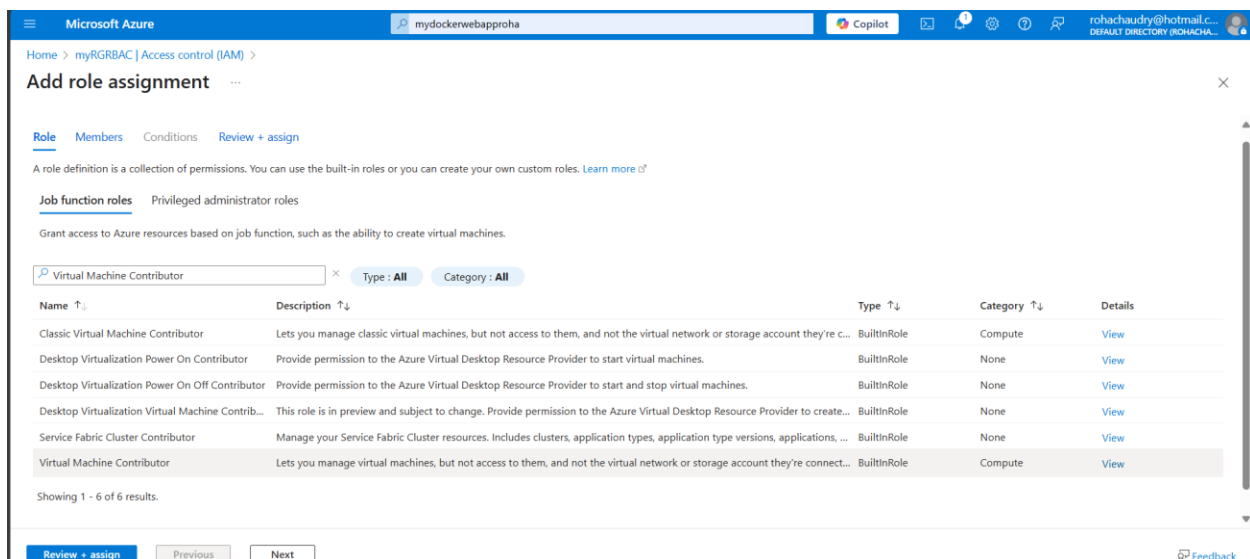 Microsoft Azure mydockerwebapproha Copilot rohachaudry@hotmail.c...
DEFAULT DIRECTORY (ROHACHA...
Home > myRGRBAC | Access control (IAM) >
Add role assignment ...
Role Members Conditions Review + assign
A role definition is a collection of permissions. You can use the built-in roles or you can create your own custom roles. Learn more
Job function roles Privileged administrator roles
Grant access to Azure resources based on job function, such as the ability to create virtual machines.
Virtual Machine Contributor × Type : All Category : All
Name ↑↓ Description ↑↓ Type ↑↓ Category ↑↓ Details
Classic Virtual Machine Contributor Lets you manage classic virtual machines, but not access to them, and not the virtual network or storage account they're c... BuiltInRole Compute View
Desktop Virtualization Power On Contributor Provide permission to the Azure Virtual Desktop Resource Provider to start virtual machines. BuiltInRole None View
Desktop Virtualization Power On Off Contributor Provide permission to the Azure Virtual Desktop Resource Provider to start and stop virtual machines. BuiltInRole None View
Desktop Virtualization Virtual Machine Contrib... This role is in preview and subject to change. Provide permission to the Azure Virtual Desktop Resource Provider to create... BuiltInRole None View
Service Fabric Cluster Contributor Manage your Service Fabric Cluster resources. Includes clusters, application types, application type versions, applications, ... BuiltInRole None View
Virtual Machine Contributor Lets you manage virtual machines, but not access to them, and not the virtual network or storage account they're connect... BuiltInRole Compute View
Showing 1 - 6 of 6 results.
Review + assign Previous Next Feedback